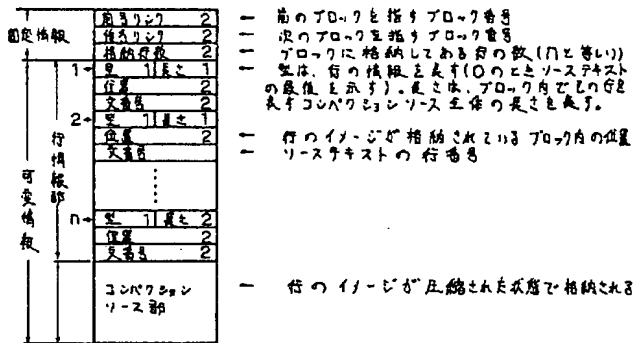 固定情報
可変情報
行情報部
前方リンク 2
後方リンク 2
格納行数 2
1→ 型 1 長さ 1
位置 2
文番号 2
2→ 型 1 長さ 1
位置 2
文番号 2
n→ 型 1 長さ 2
位置 2
文番号 2
コンパクション
ソース部
← 前のブロックを指すブロック番号
← 次のブロックを指すブロック番号
← ブロックに格納してある行の数(nと等しい)
← 型は、行の情報を表す(0のときソーステキスト
の最後を示す)。長さは、ブロック内でその行を
表すコンパクションソース全体の長さを表す。
← 行のイメージが格納されているブロック内の位置
← ソーステキストの行番号
← 行のイメージが圧縮された状態で格納される